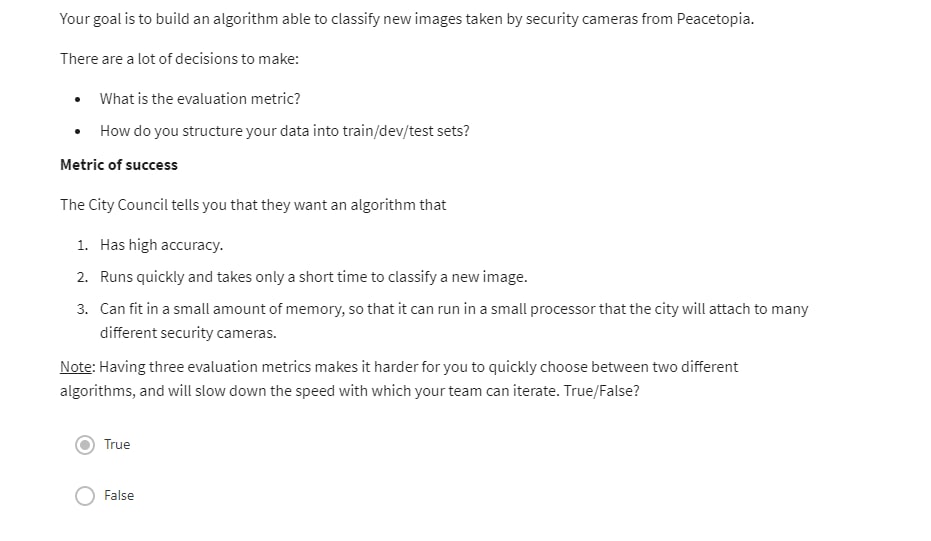 Your goal is to build an algorithm able to classify new images taken by security cameras from Peacetopia.
There are a lot of decisions to make:
• What is the evaluation metric?
• How do you structure your data into train/dev/test sets?
Metric of success
The City Council tells you that they want an algorithm that
1. Has high accuracy.
2. Runs quickly and takes only a short time to classify a new image.
3. Can fit in a small amount of memory, so that it can run in a small processor that the city will attach to many
different security cameras.
Note: Having three evaluation metrics makes it harder for you to quickly choose between two different
algorithms, and will slow down the speed with which your team can iterate. True/False?
True
False